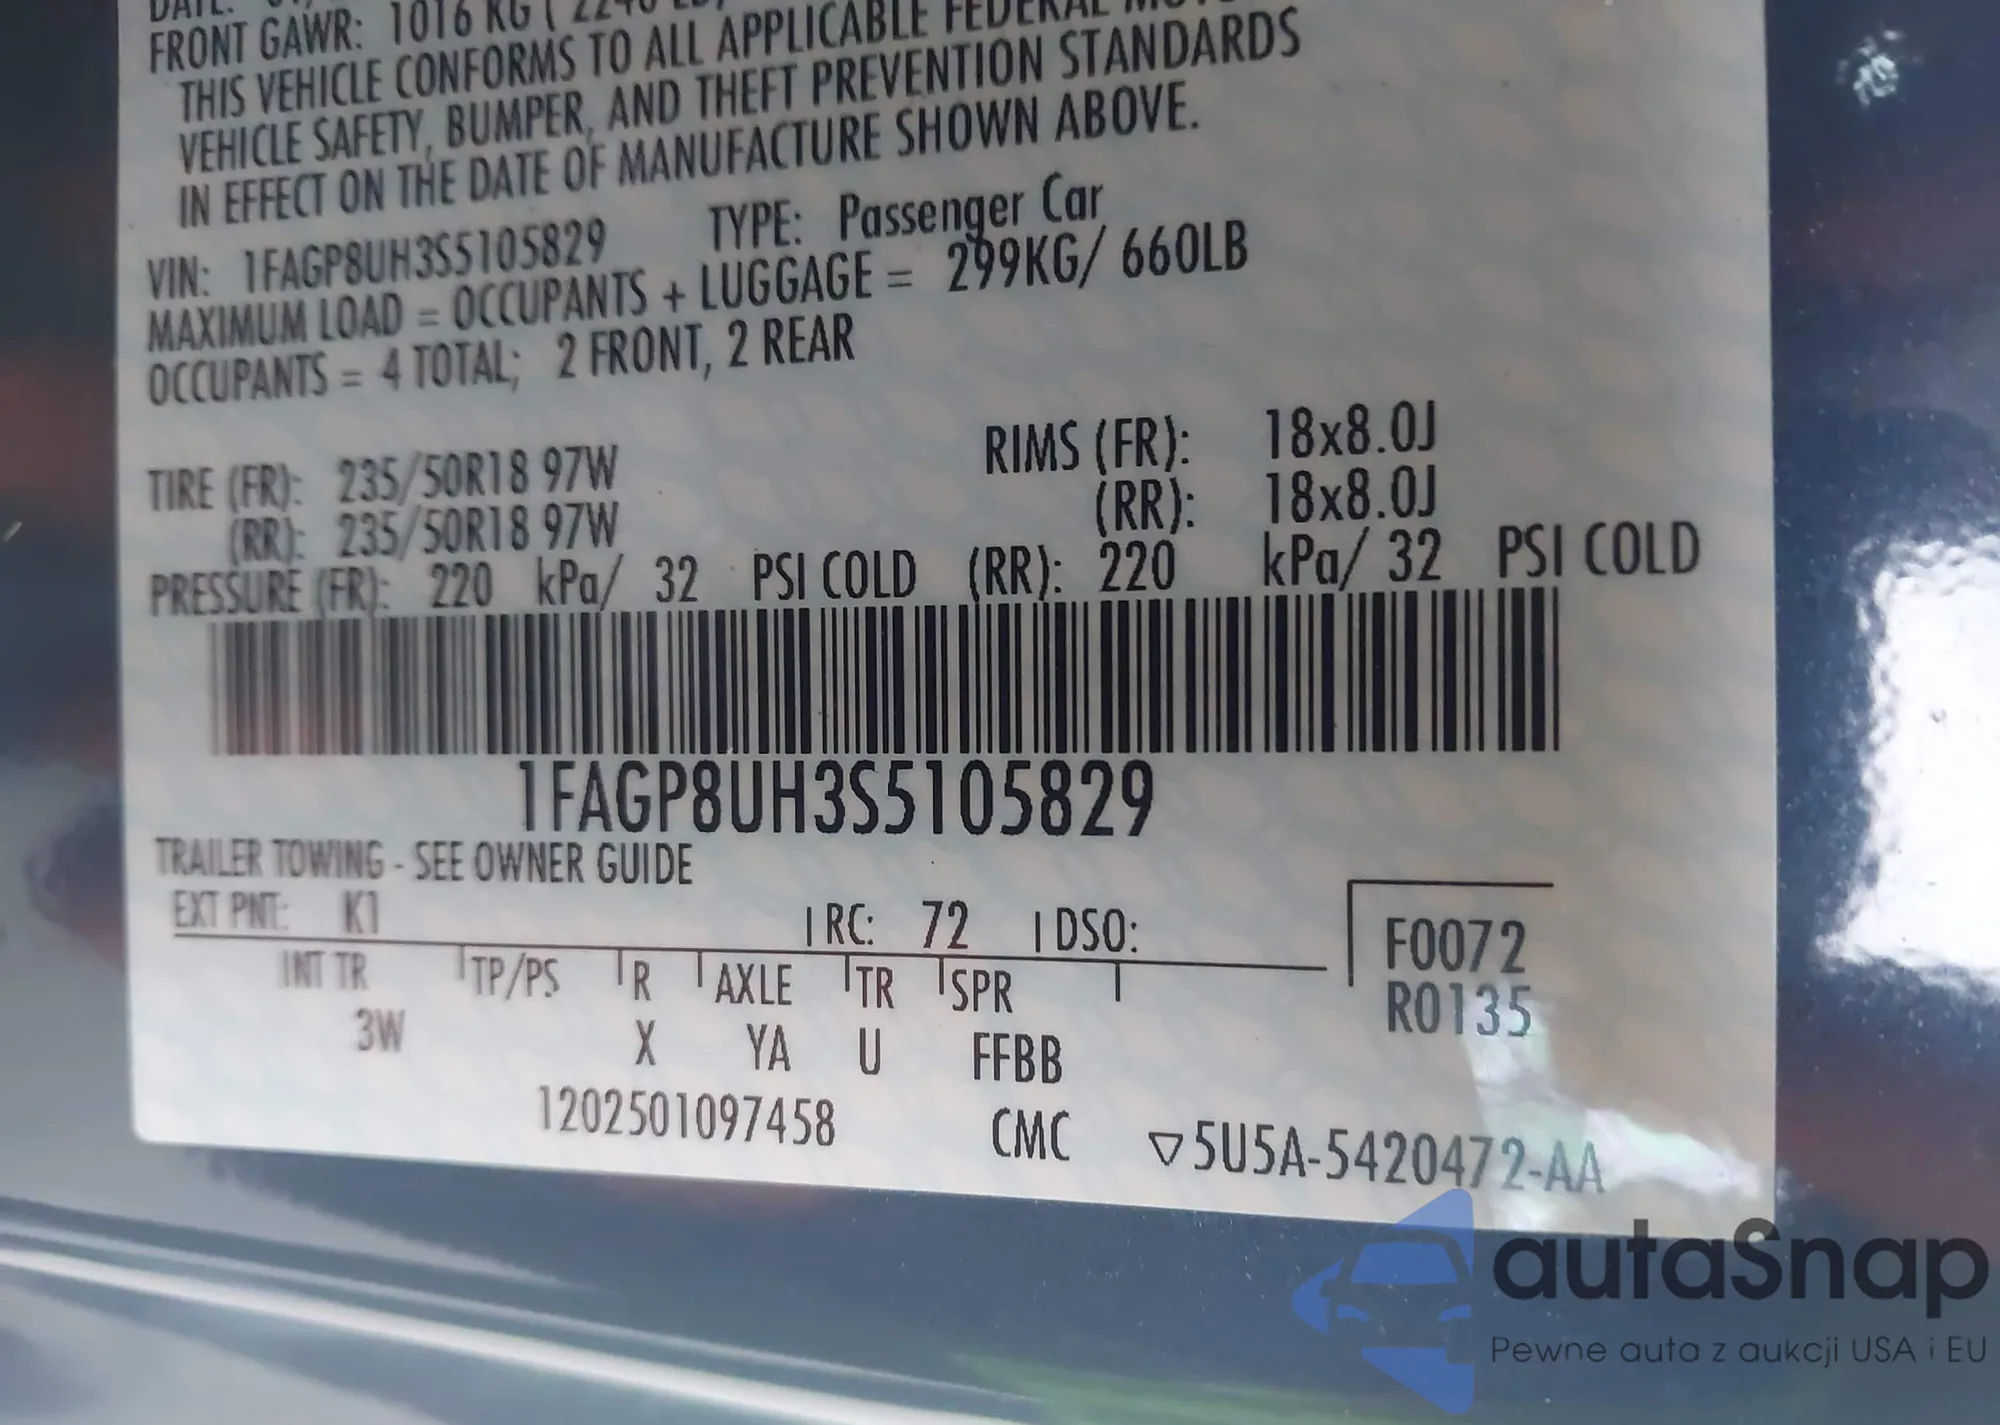 FRONT GAWR: 1016 KG (
THIS VEHICLE CONFORMS TO ALL APPLICABLE FEDERAL
VEHICLE SAFETY, BUMPER, AND THEFT PREVENTION STANDARDS
IN EFFECT ON THE DATE OF MANUFACTURE SHOWN ABOVE.
VIN: 1FAGP8UH3S5105829 TYPE: Passenger Car
MAXIMUM LOAD = OCCUPANTS + LUGGAGE = 299KG/ 660LB
OCCUPANTS = 4 TOTAL; 2 FRONT, 2 REAR
TIRE (FR): 235/50R18 97W RIMS (FR): 18x8.0J
(RR): 235/50R18 97W (RR): 18x8.0J
PRESSURE (FR): 220 kPa/ 32 PSI COLD (RR): 220 kPa/ 32 PSI COLD
1FAGP8UH3S5105829
TRAILER TOWING - SEE OWNER GUIDE
EXT PNT: K1 RC: 72 DSO: F0072
INT TR TP/PS R AXLE TR SPR R0135
3W X YA U FFBB
1202501097458 CMC ▽5U5A-5420472-AA
autaSnap
Pewne auta z aukcji USA i EU